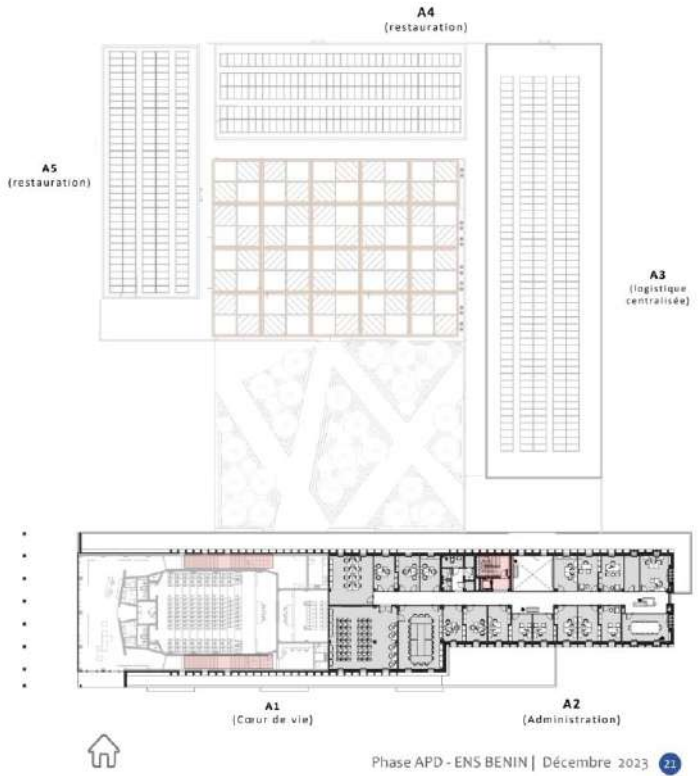 A4
(restauration)
A5
(restauration)
A3
(logistique
centralisée)
A1
(Cœur de vie)
A2
(Administration)
Phase APD - ENS BENIN | Décembre 2023
21